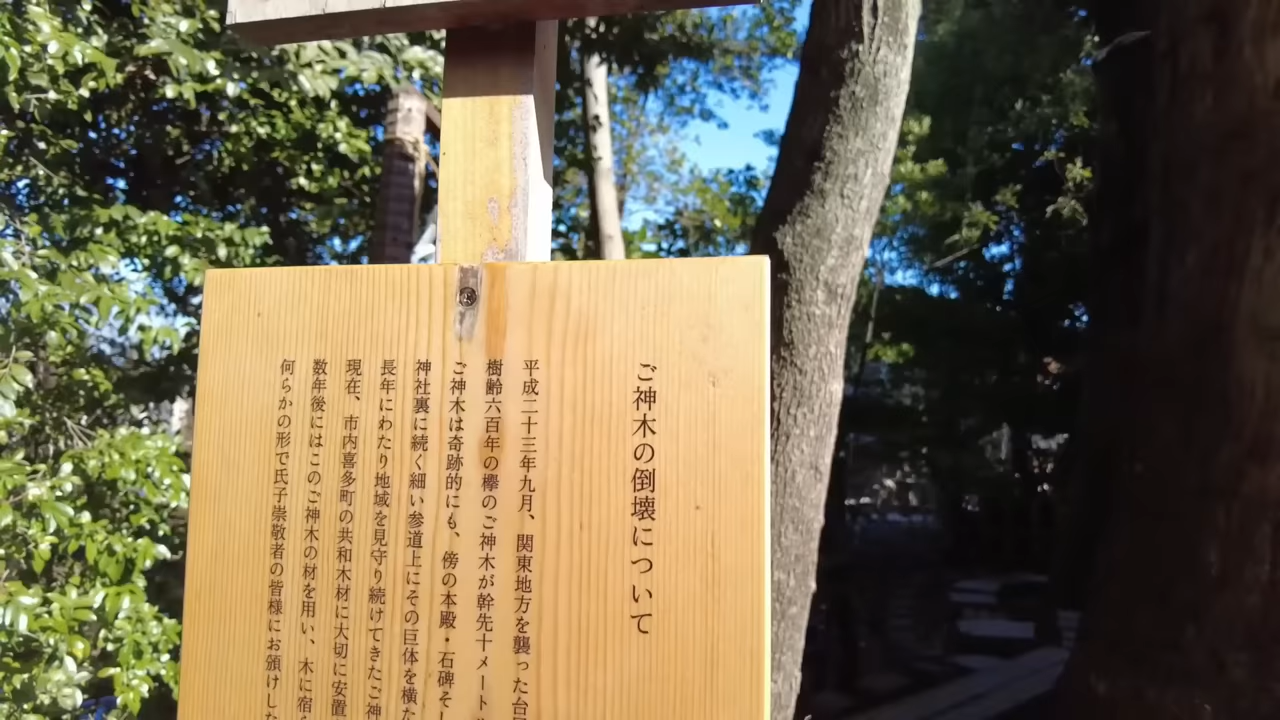 ご神木の倒壊について
平成二十三年九月、関東地方を襲った台
樹齢六百年の欅のご神木が幹先十メート
ご神木は奇跡的にも、傍の本殿・石碑そ
神社裏に続く細い参道上にその巨体を横た
長年にわたり地域を見守り続けてきたご神
現在、市内喜多町の共和木材に大切に安置
数年後にはこのご神木の材を用い、木に宿
何らかの形で氏子崇敬者の皆様にお頒けし